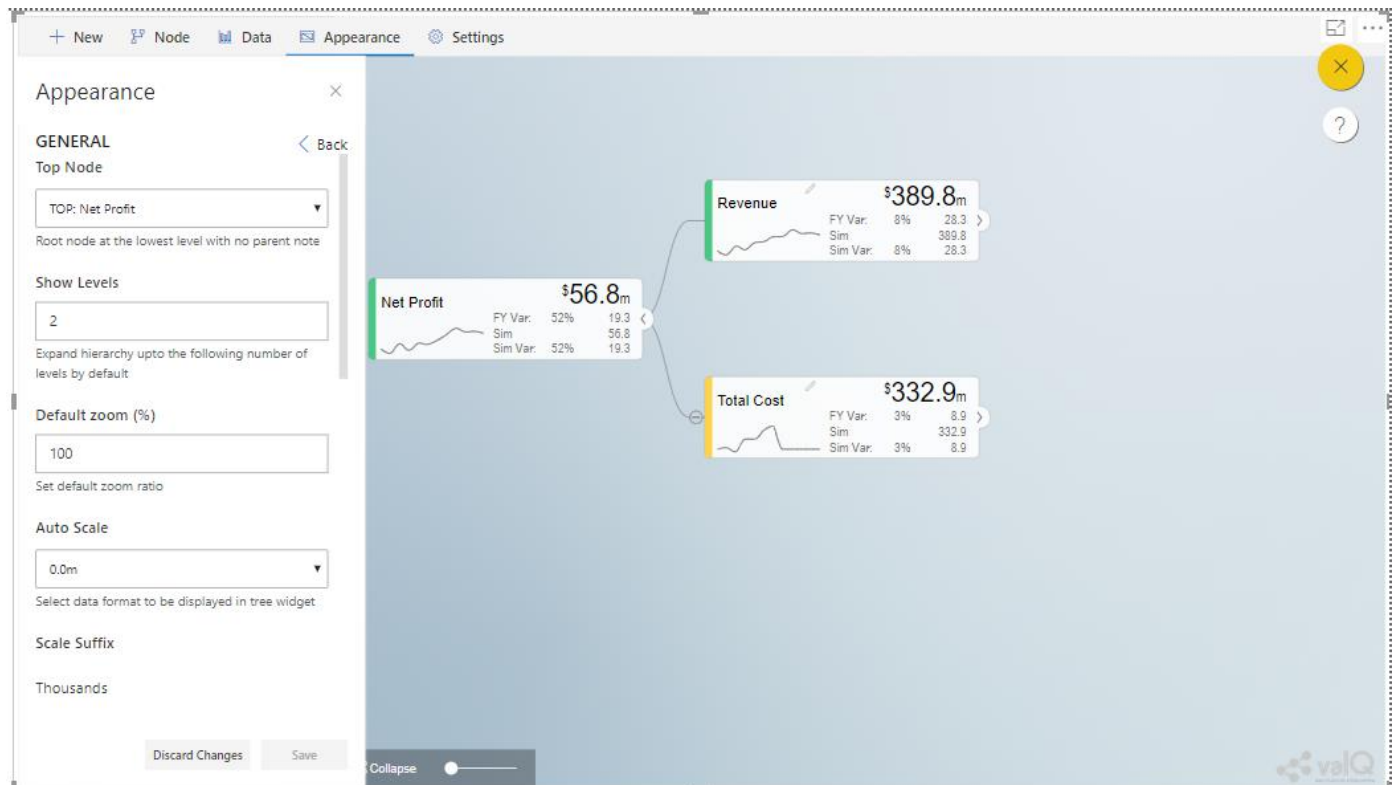 New Node Data Appearance Settings
Appearance
GENERAL
Back
Top Node
TOP: Net Profit
Root node at the lowest level with no parent note
Show Levels
2
Expand hierarchy upto the following number of
levels by default
Default zoom (%)
100
Set default zoom ratio
Auto Scale
0.0m
Select data format to be displayed in tree widget
Scale Suffix
Thousands
Discard Changes Save
Net Profit $56.8m
FY Var: 52% 19.3
Sim 56.8
Sim Var: 52% 19.3
Revenue $389.8m
FY Var: 8% 28.3
Sim 389.8
Sim Var: 8% 28.3
Total Cost $332.9m
FY Var: 3% 8.9
Sim 332.9
Sim Var: 3% 8.9
Collapse
?
valQ